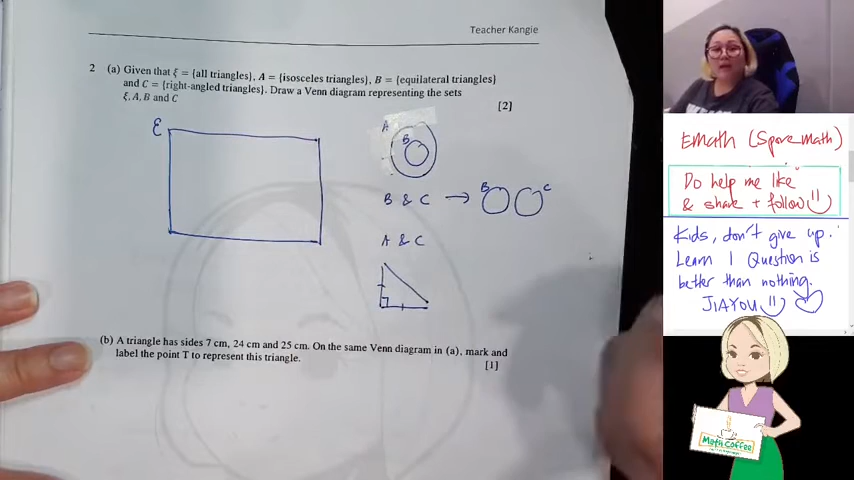 Teacher Kangie
2 (a) Given that ξ = {all triangles}, A = {isosceles triangles}, B = {equilateral triangles}
and C = {right-angled triangles}. Draw a Venn diagram representing the sets
ξ, A, B and C
[2]
ξ
A
B
B & C → B C
A & C
(b) A triangle has sides 7 cm, 24 cm and 25 cm. On the same Venn diagram in (a), mark and
label the point T to represent this triangle.
[1]
EMath (Spore Math)
Do help me like
& share + follow
Kids, don't give up.
Learn 1 Question is
better than nothing.
JIAYOU
Math Coffee